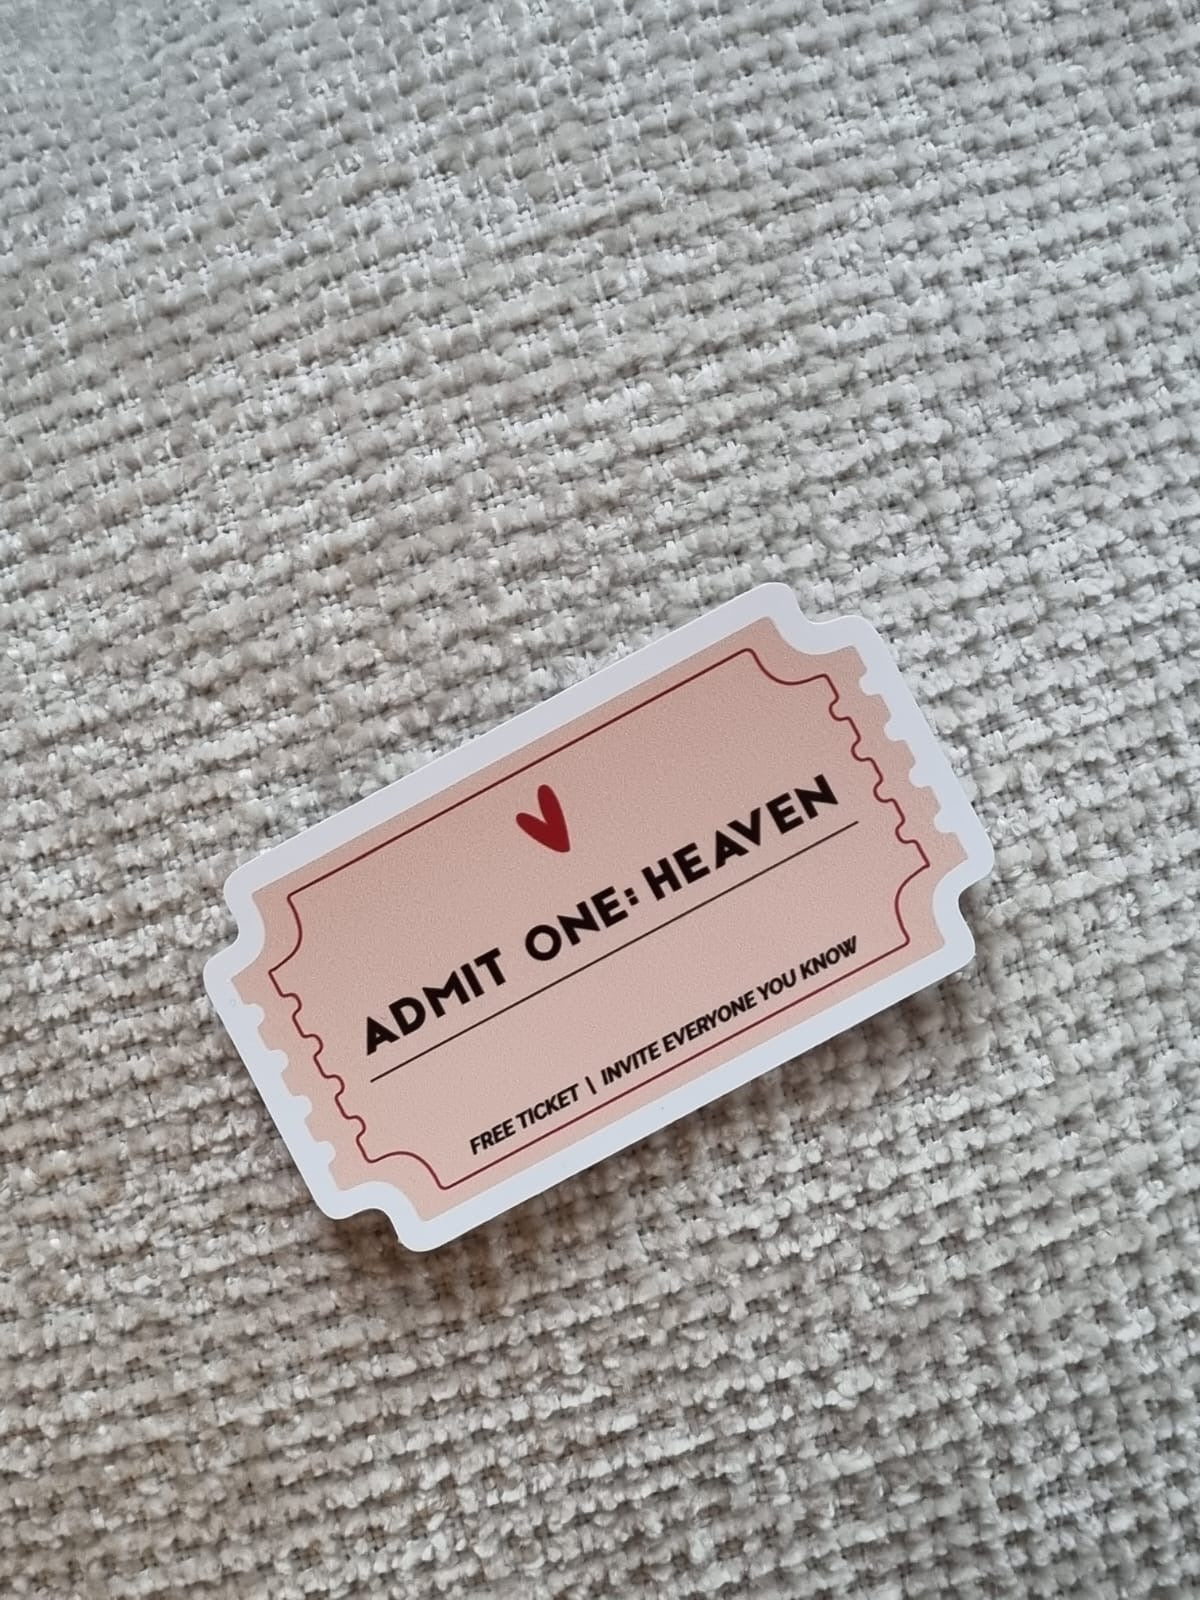 ADMIT ONE: HEAVEN
FREE TICKET | INVITE EVERYONE YOU KNOW